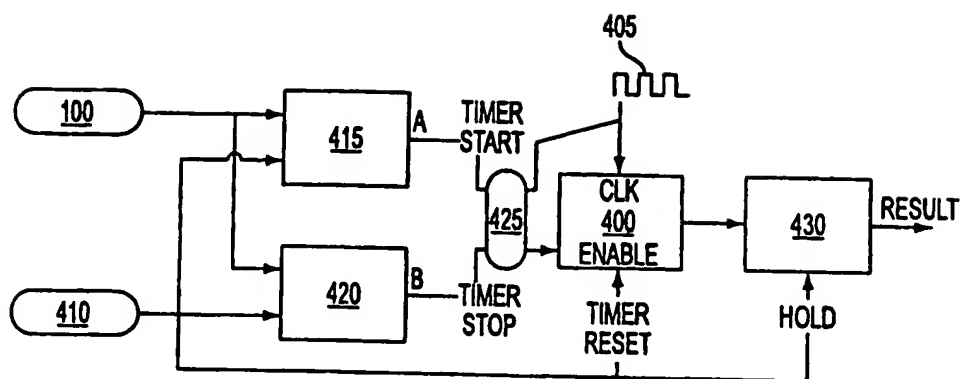 405
100
415
A
TIMER
START
CLK
400
ENABLE
425
430
RESULT
410
420
B
TIMER
STOP
TIMER
RESET
HOLD